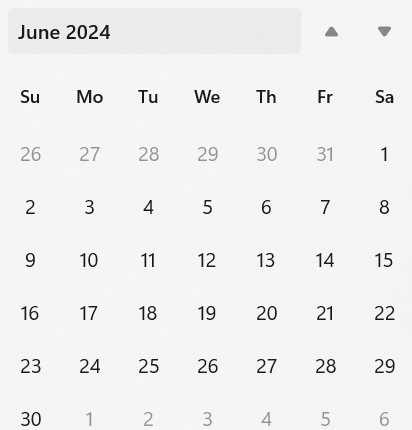 June 2024
Su Mo Tu We Th Fr Sa
26 27 28 29 30 31 1
2 3 4 5 6 7 8
9 10 11 12 13 14 15
16 17 18 19 20 21 22
23 24 25 26 27 28 29
30 1 2 3 4 5 6